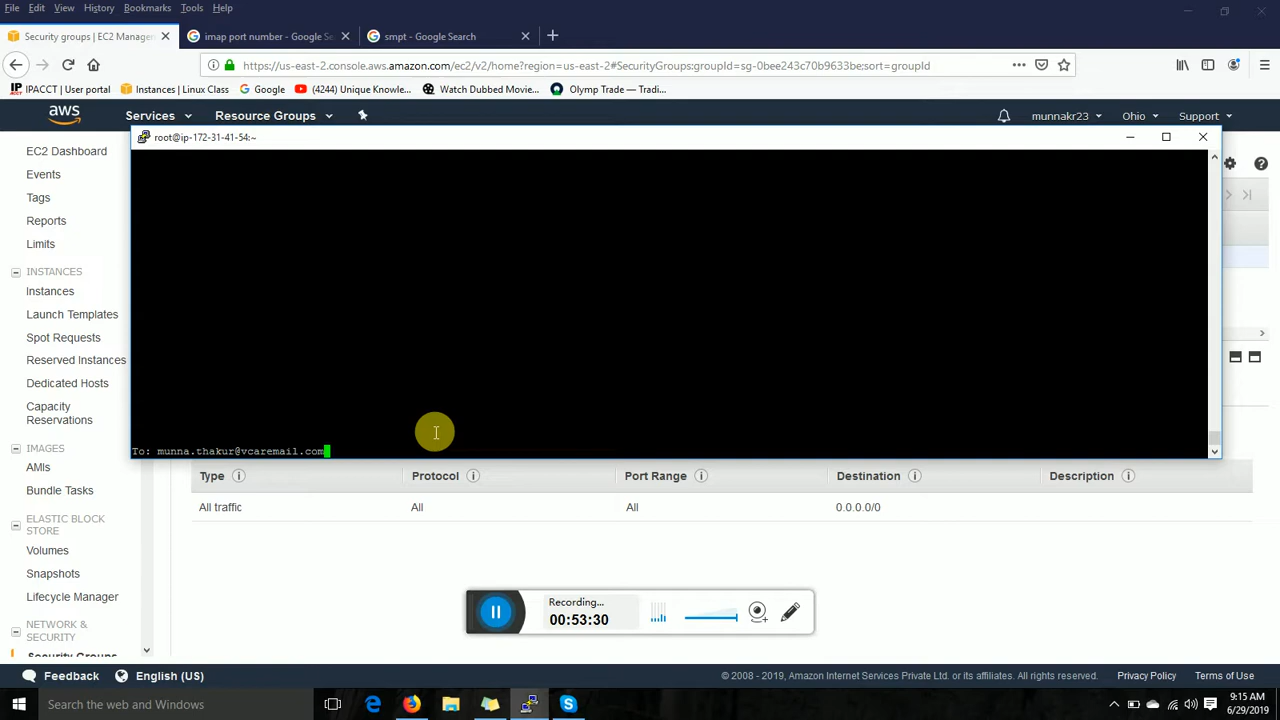 File Edit View History Bookmarks Tools Help
Security groups | EC2 Managem
imap port number - Google Se
smpt - Google Search
https://us-east-2.console.aws.amazon.com/ec2/v2/home?region=us-east-2#SecurityGroups:groupId=sg-0bee243c70b9633be;sort=groupId
IPACCT | User portal
Instances | Linux Class
Google
(4244) Unique Knowle...
Watch Dubbed Movie...
Olymp Trade — Tradi...
aws
Services
Resource Groups
munnakr23
Ohio
Support
root@ip-172-31-41-54:~
To: munna.thakur@vcaremail.com
EC2 Dashboard
Events
Tags
Reports
Limits
INSTANCES
Instances
Launch Templates
Spot Requests
Reserved Instances
Dedicated Hosts
Capacity
Reservations
IMAGES
AMIs
Bundle Tasks
ELASTIC BLOCK
STORE
Volumes
Snapshots
Lifecycle Manager
NETWORK &
SECURITY
Security Groups
Type Protocol Port Range Destination Description
All traffic All All 0.0.0.0/0
Recording...
00:53:30
Feedback
English (US)
© 2008 - 2019, Amazon Internet Services Private Ltd. or its affiliates. All rights reserved.
Privacy Policy
Terms of Use
Search the web and Windows
9:15 AM
6/29/2019